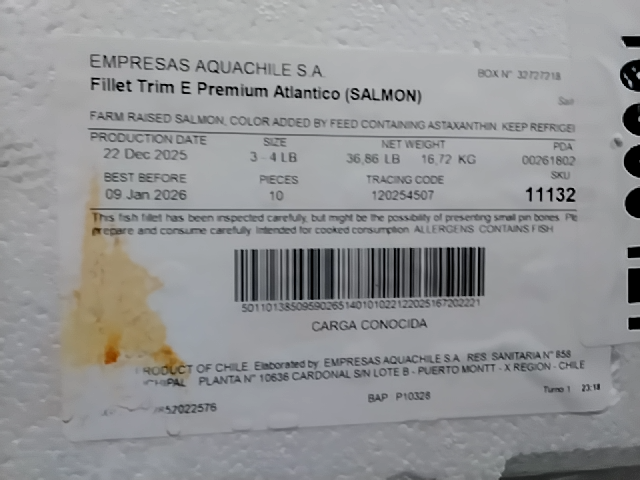 EMPRESAS AQUACHILE S.A.
BOX N° 32727218
Fillet Trim E Premium Atlantico (SALMON)
FARM RAISED SALMON, COLOR ADDED BY FEED CONTAINING ASTAXANTHIN. KEEP REFRIGE
PRODUCTION DATE SIZE NET WEIGHT PDA
22 Dec 2025 3 - 4 LB 36,86 LB 16,72 KG 00261802
BEST BEFORE PIECES TRACING CODE SKU
09 Jan 2026 10 120254507 11132
This fish fillet has been inspected carefully, but might be the possibility of presenting small pin bones. Ple
prepare and consume carefully. Intended for cooked consumption. ALLERGENS: CONTAINS FISH
CARGA CONOCIDA
PRODUCT OF CHILE. Elaborated by: EMPRESAS AQUACHILE S.A. RES. SANITARIA N° 858
PLANTA N° 10636 CARDONAL S/N LOTE B - PUERTO MONTT - X REGION - CHILE
Turno 1 23:18
52022576 BAP P10328